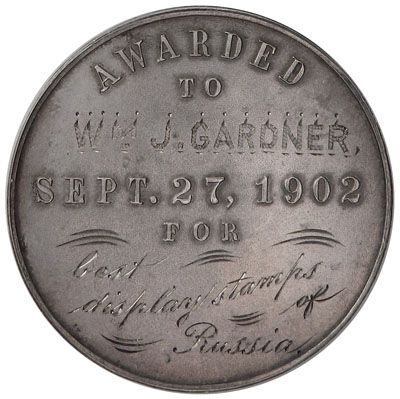 AWARDED
TO
WM J. GARDNER.
SEPT. 27, 1902
FOR
best
display stamps
of
Russia.